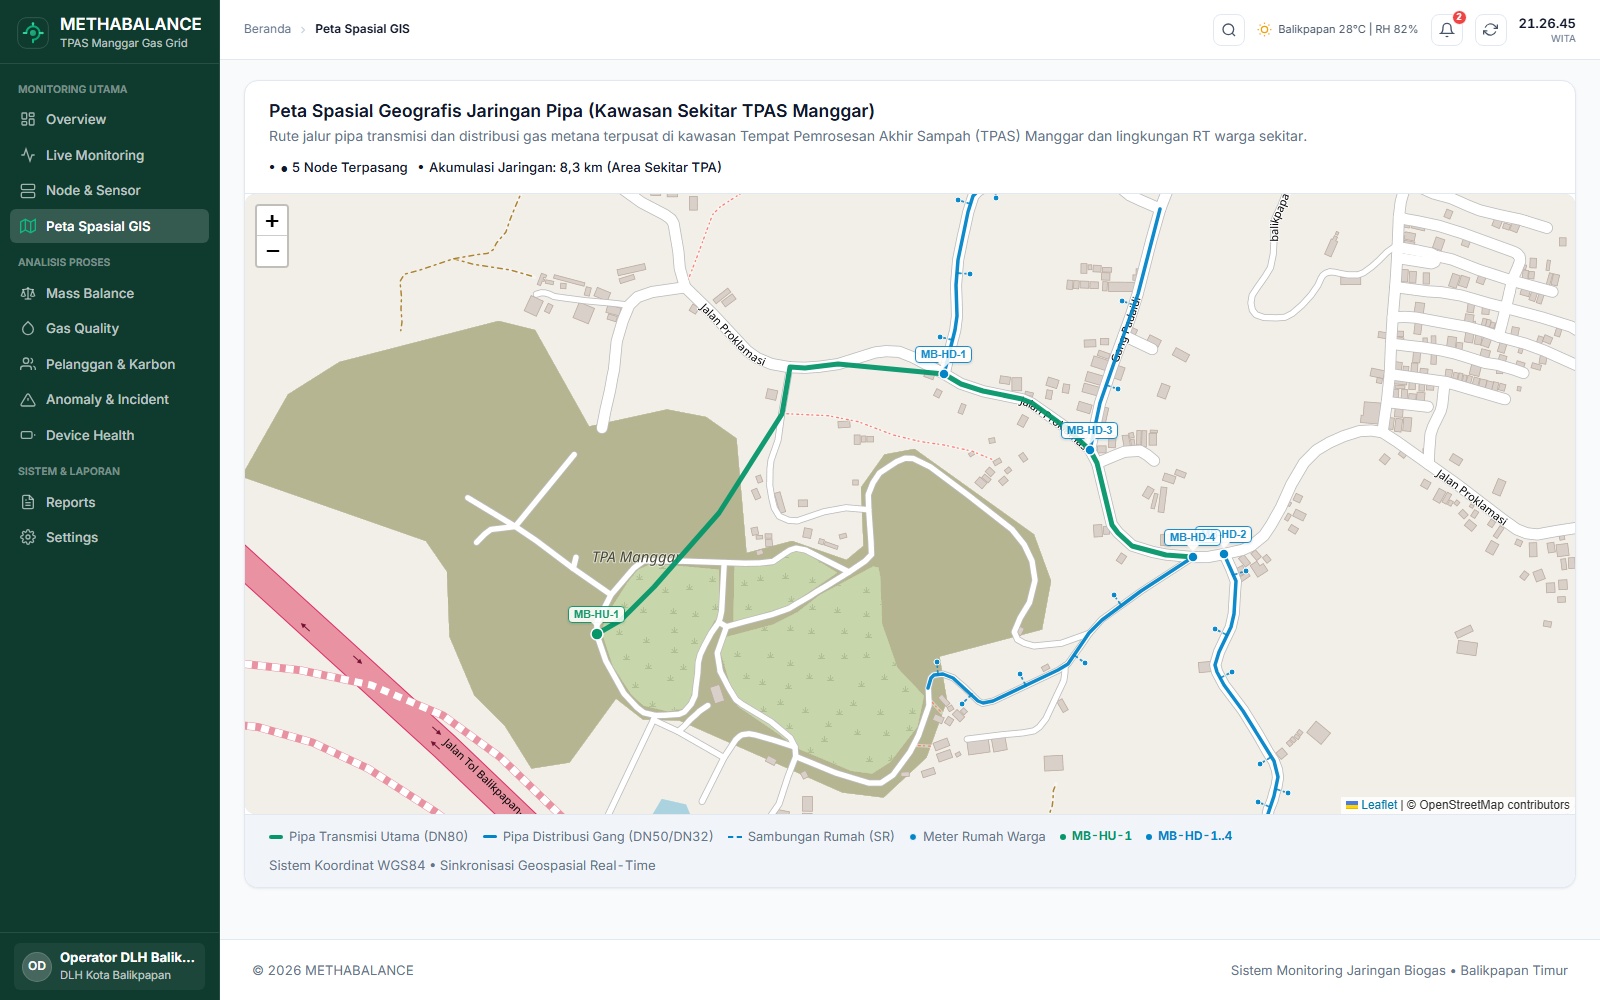 METHABALANCE
TPAS Manggar Gas Grid
MONITORING UTAMA
Overview
Live Monitoring
Node & Sensor
Peta Spasial GIS
ANALISIS PROSES
Mass Balance
Gas Quality
Pelanggan & Karbon
Anomaly & Incident
Device Health
SISTEM & LAPORAN
Reports
Settings
OD
Operator DLH Balik...
DLH Kota Balikpapan
Beranda › Peta Spasial GIS
Balikpapan 28°C | RH 82%
2
21.26.45
WITA
Peta Spasial Geografis Jaringan Pipa (Kawasan Sekitar TPAS Manggar)
Rute jalur pipa transmisi dan distribusi gas metana terpusat di kawasan Tempat Pemrosesan Akhir Sampah (TPAS) Manggar dan lingkungan RT warga sekitar.
• ● 5 Node Terpasang • Akumulasi Jaringan: 8,3 km (Area Sekitar TPA)
+
−
balikpapa
Jalan Proklamasi
MB-HD-1
MB-HD-3
Jalan Proklamasi
MB-HD-4
HD-2
TPA Manggar
MB-HU-1
Jalan Tol Balikpapan
Leaflet | © OpenStreetMap contributors
Pipa Transmisi Utama (DN80)
Pipa Distribusi Gang (DN50/DN32)
Sambungan Rumah (SR)
Meter Rumah Warga
MB-HU-1
MB-HD-1..4
Sistem Koordinat WGS84 • Sinkronisasi Geospasial Real-Time
© 2026 METHABALANCE
Sistem Monitoring Jaringan Biogas • Balikpapan Timur